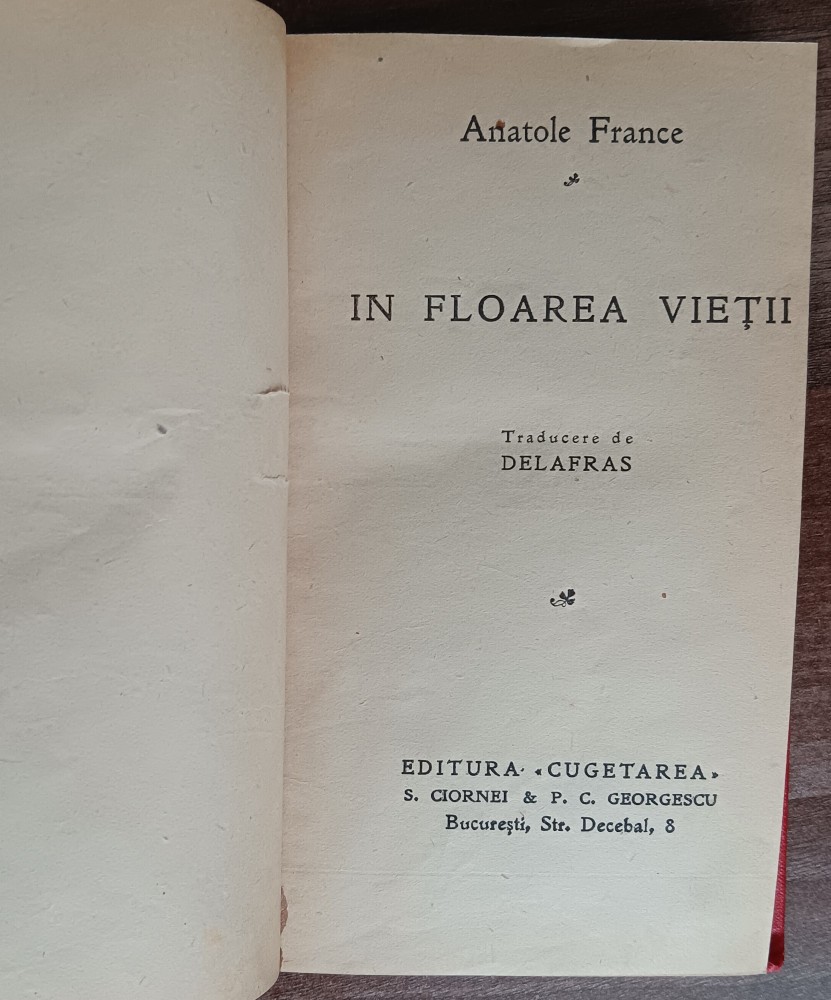 Anatole France
IN FLOAREA VIEȚII
Traducere de
DELAFRAS
EDITURA «CUGETAREA»
S. CIORNEI & P. C. GEORGESCU
București, Str. Decebal, 8